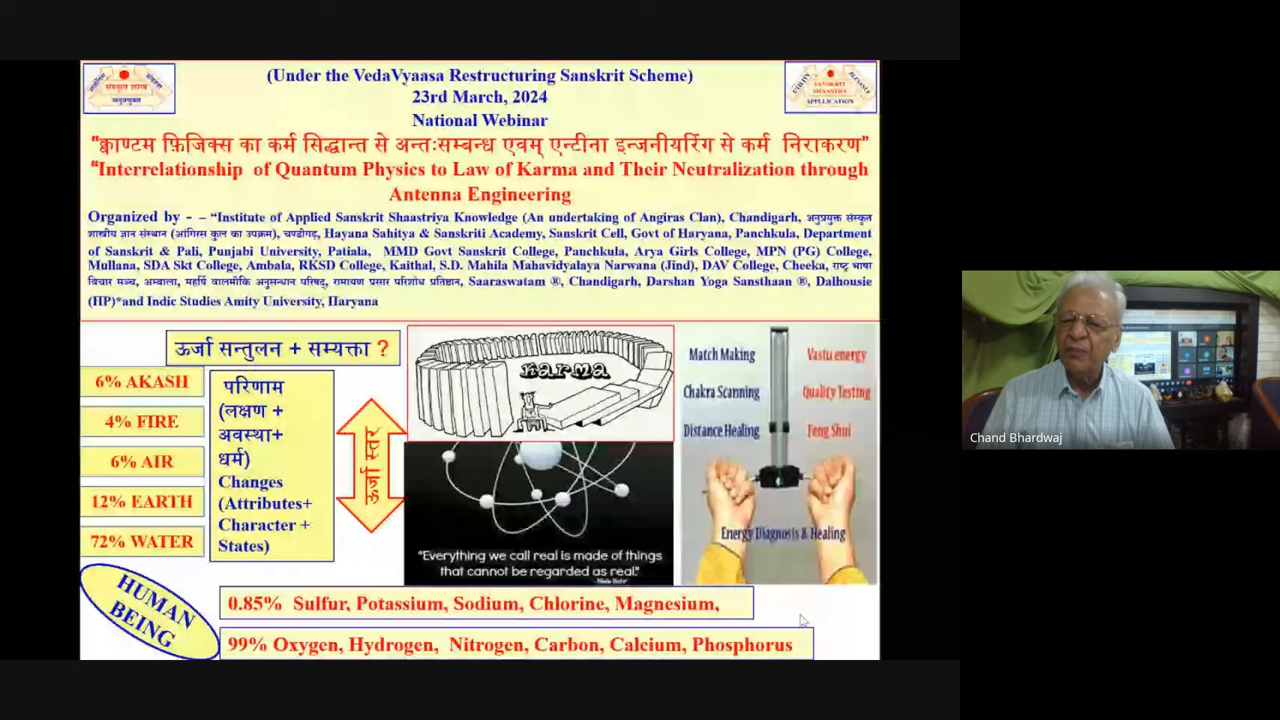 (Under the VedaVyaasa Restructuring Sanskrit Scheme)
23rd March, 2024
National Webinar
"क्वाण्टम फ़िजिक्स का कर्म सिद्धान्त से अन्तःसम्बन्ध एवम् एन्टीना इन्जनीयरिंग से कर्म निराकरण"
"Interrelationship of Quantum Physics to Law of Karma and Their Neutralization through
Antenna Engineering
Organized by - – "Institute of Applied Sanskrit Shaastriya Knowledge (An undertaking of Angiras Clan), Chandigarh, अनुप्रयुक्त संस्कृत
शास्त्रीय ज्ञान संस्थान (आंगिरस कुल का उपक्रम), चण्डीगढ़, Hayana Sahitya & Sanskriti Academy, Sanskrit Cell, Govt of Haryana, Panchkula, Department
of Sanskrit & Pali, Punjabi University, Patiala, MMD Govt Sanskrit College, Panchkula, Arya Girls College, MPN (PG) College,
Mullana, SDA Skt College, Ambala, RKSD College, Kaithal, S.D. Mahila Mahavidyalaya Narwana (Jind), DAV College, Cheeka, राष्ट्र भाषा
विचार मञ्च, अम्बाला, महर्षि वाल्मीकि अनुसन्धान परिषद्, रामायण प्रसार परिशोध प्रतिष्ठान, Saaraswatam ®, Chandigarh, Darshan Yoga Sansthaan ®, Dalhousie
(HP)*and Indic Studies Amity University, Haryana
संस्कृत शास्त्र
अनुप्रयुक्त
SANSKRIT
SHAASTRA
APPLICATION
ऊर्जा सन्तुलन + सम्यक्ता ?
6% AKASH
4% FIRE
6% AIR
12% EARTH
72% WATER
परिणाम
(लक्षण +
अवस्था+
धर्म)
Changes
(Attributes+
Character +
States)
ऊर्जा स्तर
karma
"Everything we call real is made of things
that cannot be regarded as real."
Match Making
Vastu energy
Chakra Scanning
Quality Testing
Distance Healing
Feng Shui
Energy Diagnosis & Healing
HUMAN
BEING
0.85% Sulfur, Potassium, Sodium, Chlorine, Magnesium,
99% Oxygen, Hydrogen, Nitrogen, Carbon, Calcium, Phosphorus
Chand Bhardwaj